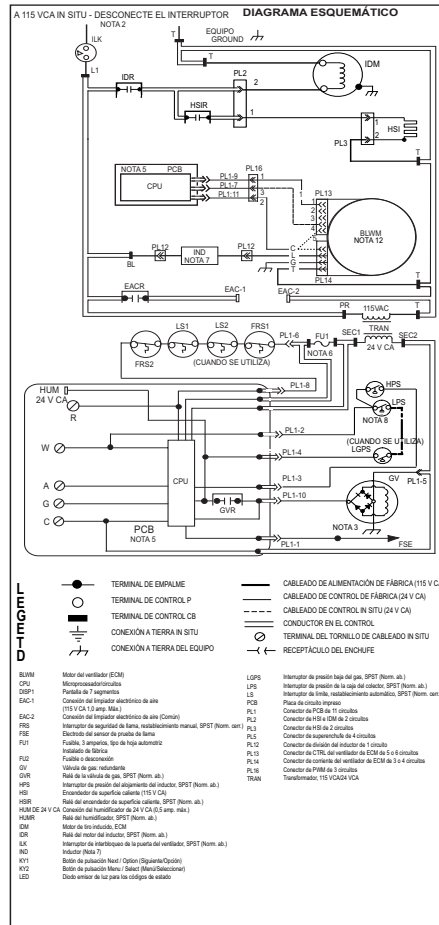 A 115 VCA IN SITU - DESCONECTE EL INTERRUPTOR
DIAGRAMA ESQUEMÁTICO
NOTA 2
ILK
L1
T
EQUIPO
GROUND
T
IDR
PL2
2
IDM
HSIR
1
1
2
HSI
PL3
T
NOTA 5 PCB
CPU
PL1-9
PL1-7
PL1-11
PL16
1
3
2
PL13
1
1
2
3
4
5
BLWM
NOTA 12
C
L
G
T
PL14
PL12
IND
NOTA 7
PL12
BL
T
EACR
EAC-1
EAC-2
PR
115VAC
T
TRAN
24 V CA
SEC1
SEC2
FRS2
LS1
LS2
FRS1
PL1-6
FU1
NOTA 6
(CUANDO SE UTILIZA)
HUM
24 V CA
R
PL1-8
HPS
LPS
NOTA 8
(CUANDO SE UTILIZA)
LGPS
W
PL1-2
PL1-4
A
CPU
PL1-3
GV
PL1-5
G
GVR
PL1-10
C
PCB
NOTA 5
NOTA 3
PL1-1
FSE
LEGETD
TERMINAL DE EMPALME
TERMINAL DE CONTROL P
TERMINAL DE CONTROL CB
CONEXIÓN A TIERRA IN SITU
CONEXIÓN A TIERRA DEL EQUIPO
CABLEADO DE ALIMENTACIÓN DE FÁBRICA (115 V CA
CABLEADO DE CONTROL DE FÁBRICA (24 V CA)
CABLEADO DE CONTROL IN SITU (24 V CA)
CONDUCTOR EN EL CONTROL
TERMINAL DEL TORNILLO DE CABLEADO IN SITU
RECEPTÁCULO DEL ENCHUFE
BLWM Motor del ventilador (ECM)
CPU Microprocesador/circuitos
DISP1 Pantalla de 7 segmentos
EAC-1 Conexión del limpiador electrónico de aire
(115 V CA 1,0 amp. Máx.)
EAC-2 Conexión del limpiador electrónico de aire (Común)
FRS Interruptor de seguridad de llama, restablecimiento manual, SPST (Norm. cerr.)
FSE Electrodo del sensor de prueba de llama
FU1 Fusible, 3 amperios, tipo de hoja automotriz
Instalado de fábrica
FU2 Fusible o desconexión
GV Válvula de gas: redundante
GVR Relé de la válvula de gas, SPST (Norm. ab.)
HPS Interruptor de presión del alojamiento del inductor, SPST (Norm. ab.)
HSI Encendedor de superficie caliente (115 V CA)
HSIR Relé del encendedor de superficie caliente, SPST (Norm. ab.)
HUM DE 24 V CA Conexión del humidificador de 24 V CA (0,5 amp. máx.)
HUMR Relé del humidificador, SPST (Norm. ab.)
IDM Motor de tiro inducido, ECM
IDR Relé del motor del inductor, SPST (Norm. ab.)
ILK Interruptor de interbloqueo de la puerta del ventilador, SPST (Norm. ab.)
IND Inductor (Nota 7)
KY1 Botón de pulsación Next / Option (Siguiente/Opción)
KY2 Botón de pulsación Menu / Select (Menú/Seleccionar)
LED Diodo emisor de luz para los códigos de estado
LGPS Interruptor de presión baja del gas, SPST (Norm. ab.)
LPS Interruptor de presión de la caja del colector, SPST (Norm. ab.)
LS Interruptor de límite, restablecimiento automático, SPST (Norm. cerr.
PCB Placa de circuito impreso
PL1 Conector de PCB de 11 circuitos
PL2 Conector de HSI e IDM de 2 circuitos
PL3 Conector de HSI de 2 circuitos
PL5 Conector de superenchufe de 4 circuitos
PL12 Conector de división del inductor de 1 circuito
PL13 Conector de CTRL del ventilador de ECM de 5 o 6 circuitos
PL14 Conector de corriente del ventilador de ECM de 3 o 4 circuitos
PL16 Conector de PWM de 3 circuitos
TRAN Transformador, 115 VCA/24 VCA